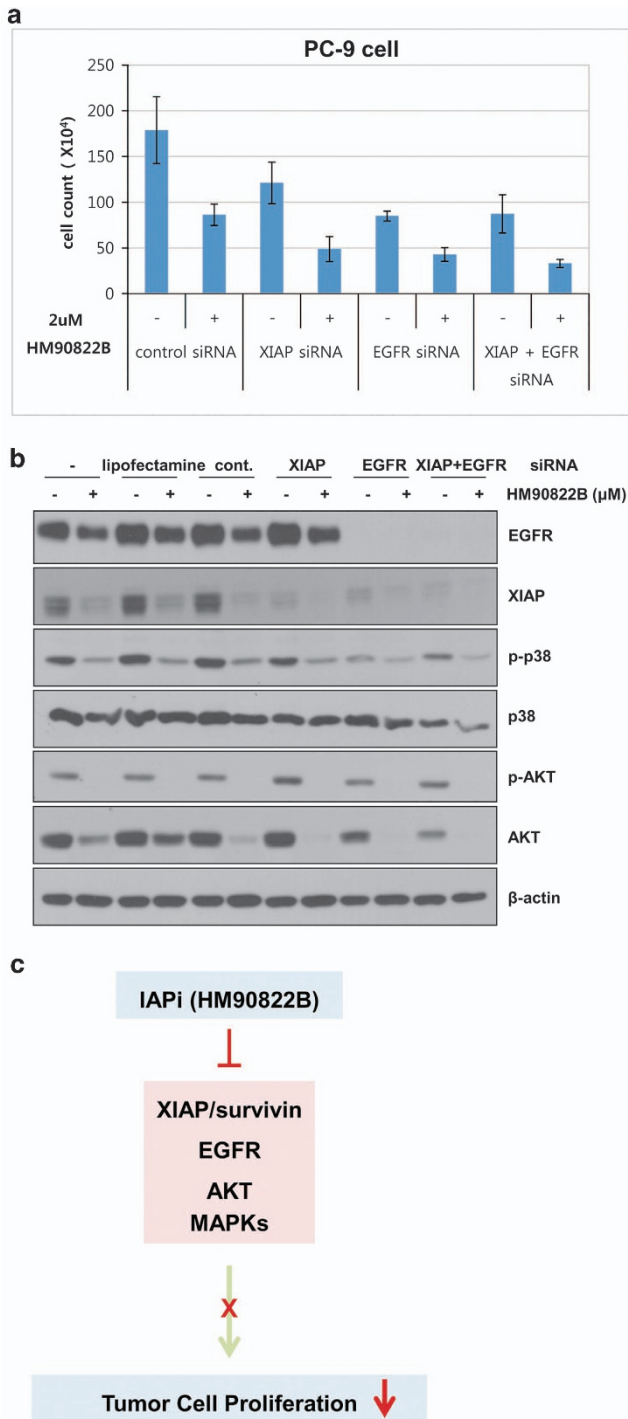 a
PC-9 cell
cell count ( X10⁴)
250
200
150
100
50
0
2uM
HM90822B
- + - + - + - +
control siRNA XIAP siRNA EGFR siRNA XIAP + EGFR
siRNA
b
- lipofectamine cont. XIAP EGFR XIAP+EGFR siRNA
- + - + - + - + - + - + HM90822B (μM)
EGFR
XIAP
p-p38
p38
p-AKT
AKT
β-actin
c
IAPi (HM90822B)
XIAP/survivin
EGFR
AKT
MAPKs
X
Tumor Cell Proliferation